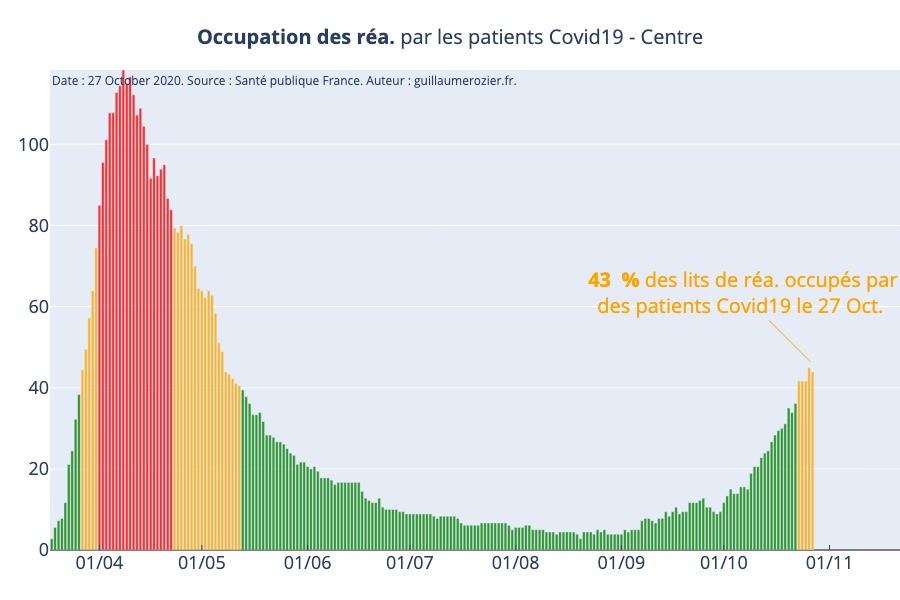 Occupation des réa. par les patients Covid19 - Centre
Date : 27 October 2020. Source : Santé publique France. Auteur : guillaumerozier.fr.
100
80
43  % des lits de réa. occupés par
60
des patients Covid19 le 27 Oct.
40
20
0
01/04 01/05 01/06 01/07 01/08 01/09 01/10 01/11